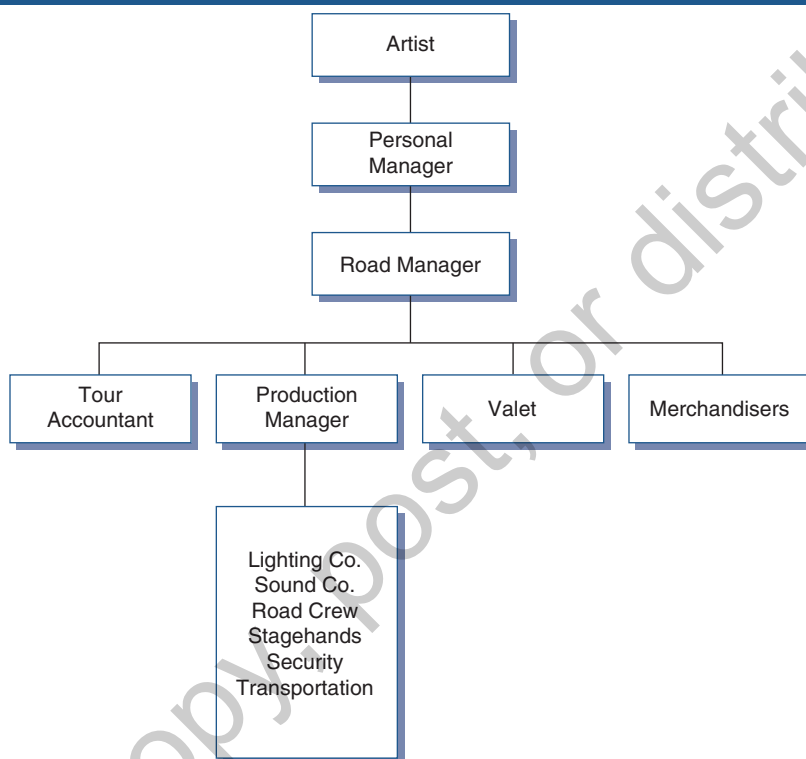 Artist
Personal
Manager
Road Manager
Tour
Accountant
Production
Manager
Valet
Merchandisers
Lighting Co.
Sound Co.
Road Crew
Stagehands
Security
Transportation
opy, post, or distri